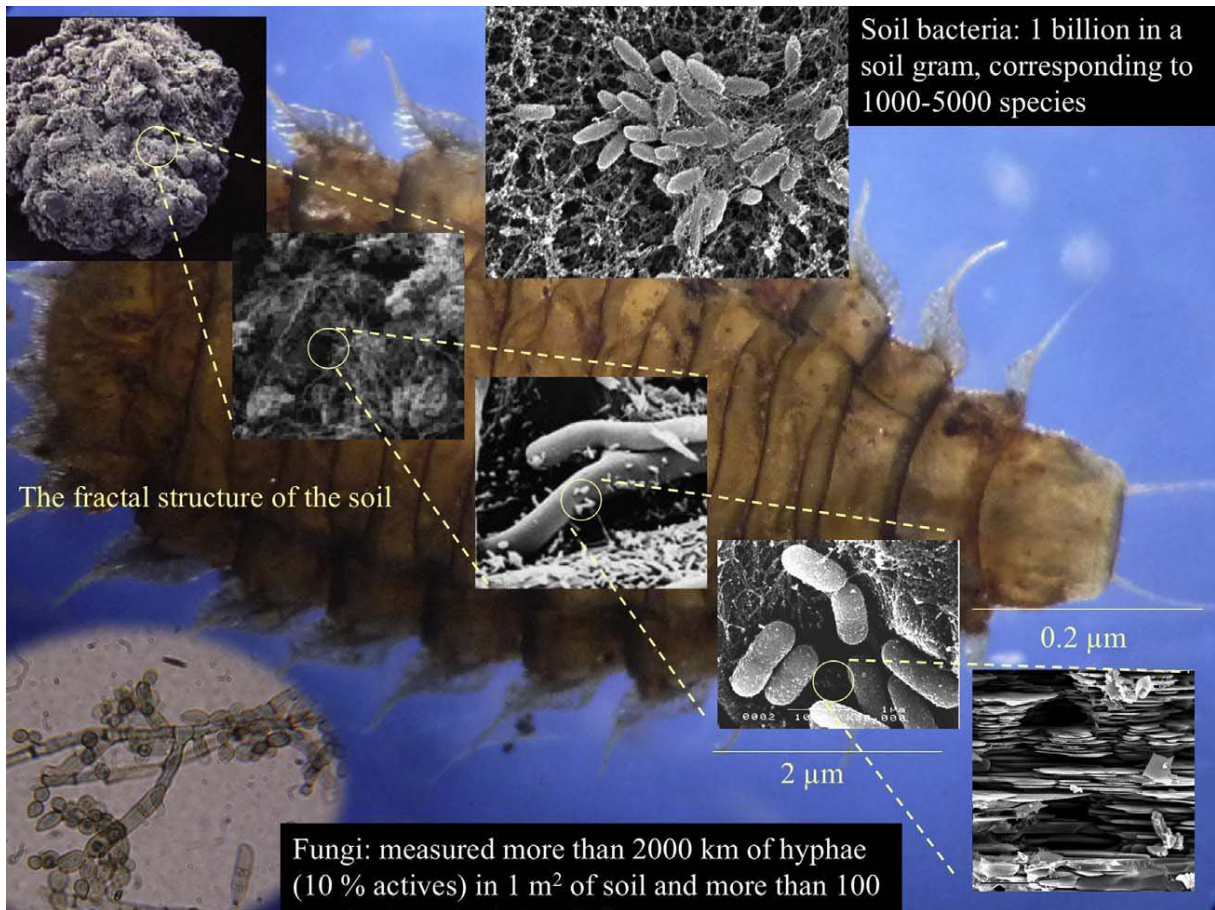 Soil bacteria: 1 billion in a
soil gram, corresponding to
1000-5000 species
The fractal structure of the soil
0.2 µm
1µm
0002
2 µm
Fungi: measured more than 2000 km of hyphae
(10 % actives) in 1 m² of soil and more than 100